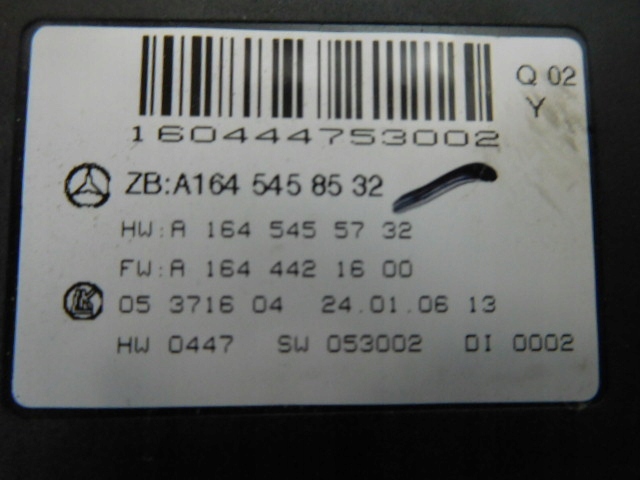 Q 02
Y
160444753002
ZB:A164 545 85 32
HW:A 164 545 57 32
FW:A 164 442 16 00
05 3716 04 24.01.06 13
HW 0447 SW 053002 DI 0002